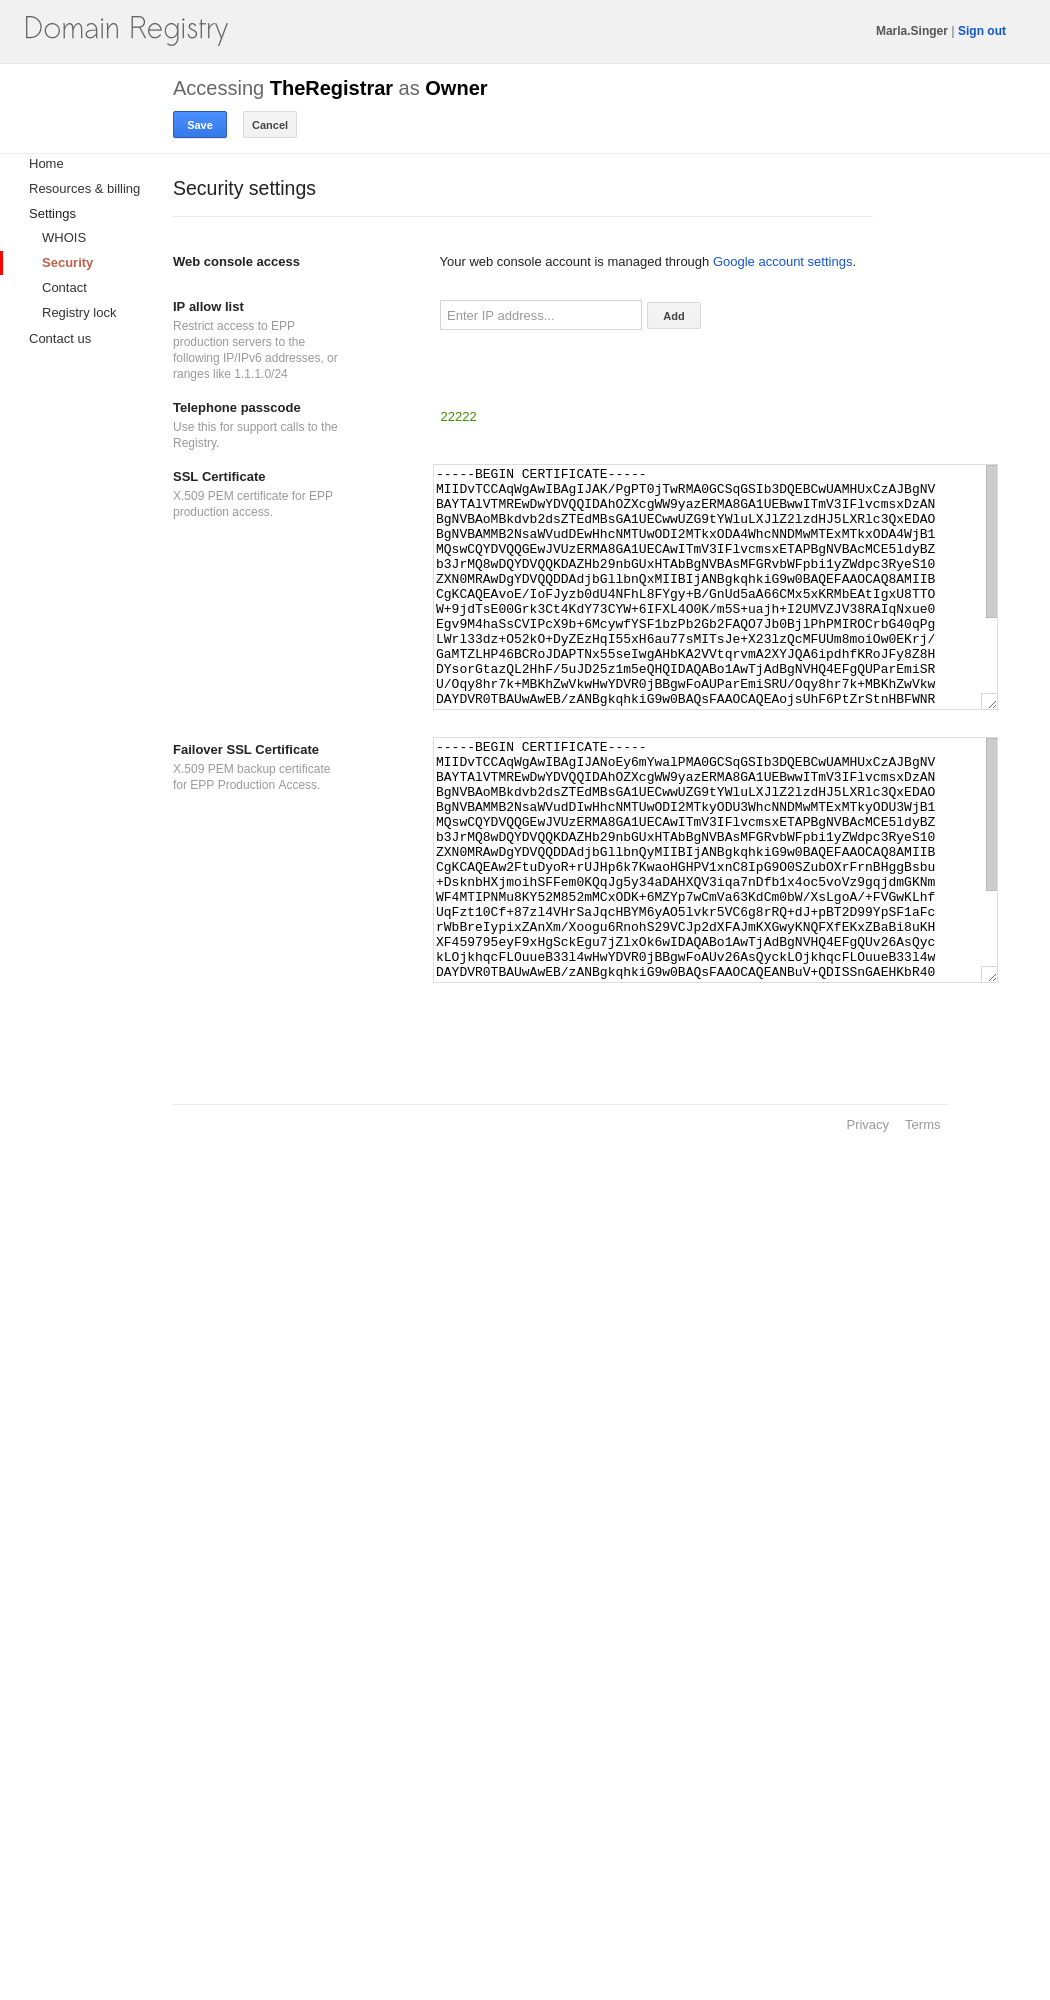 Domain Registry
Marla.Singer | Sign out
Accessing TheRegistrar as Owner
Save
Cancel
Home
Resources & billing
Settings
WHOIS
Security
Contact
Registry lock
Contact us
Security settings
Web console access
Your web console account is managed through Google account settings.
IP allow list
Restrict access to EPP
production servers to the
following IP/IPv6 addresses, or
ranges like 1.1.1.0/24
Enter IP address...
Add
Telephone passcode
Use this for support calls to the
Registry.
22222
SSL Certificate
X.509 PEM certificate for EPP
production access.
-----BEGIN CERTIFICATE-----
MIIDvTCCAqWgAwIBAgIJAK/PgPT0jTwRMA0GCSqGSIb3DQEBCwUAMHUxCzAJBgNV
BAYTAlVTMREwDwYDVQQIDAhOZXcgWW9yazERMA8GA1UEBwwITmV3IFlvcmsxDzAN
BgNVBAoMBkdvb2dsZTEdMBsGA1UECwwUZG9tYWluLXJlZ2lzdHJ5LXRlc3QxEDAO
BgNVBAMMB2NsaWVudDEwHhcNMTUwODI2MTkxODA4WhcNNDMwMTExMTkxODA4WjB1
MQswCQYDVQQGEwJVUzERMA8GA1UECAwITmV3IFlvcmsxETAPBgNVBAcMCE5ldyBZ
b3JrMQ8wDQYDVQQKDAZHb29nbGUxHTAbBgNVBAsMFGRvbWFpbi1yZWdpc3RyeS10
ZXN0MRAwDgYDVQQDDAdjbGllbnQxMIIBIjANBgkqhkiG9w0BAQEFAAOCAQ8AMIIB
CgKCAQEAvoE/IoFJyzb0dU4NFhL8FYgy+B/GnUd5aA66CMx5xKRMbEAtIgxU8TTO
W+9jdTsE00Grk3Ct4KdY73CYW+6IFXL4O0K/m5S+uajh+I2UMVZJV38RAIqNxue0
Egv9M4haSsCVIPcX9b+6McywfYSF1bzPb2Gb2FAQO7Jb0BjlPhPMIROCrbG40qPg
LWrl33dz+O52kO+DyZEzHqI55xH6au77sMITsJe+X23lzQcMFUUm8moiOw0EKrj/
GaMTZLHP46BCRoJDAPTNx55seIwgAHbKA2VVtqrvmA2XYJQA6ipdhfKRoJFy8Z8H
DYsorGtazQL2HhF/5uJD25z1m5eQHQIDAQABo1AwTjAdBgNVHQ4EFgQUParEmiSR
U/Oqy8hr7k+MBKhZwVkwHwYDVR0jBBgwFoAUParEmiSRU/Oqy8hr7k+MBKhZwVkw
DAYDVR0TBAUwAwEB/zANBgkqhkiG9w0BAQsFAAOCAQEAojsUhF6PtZrStnHBFWNR
Failover SSL Certificate
X.509 PEM backup certificate
for EPP Production Access.
-----BEGIN CERTIFICATE-----
MIIDvTCCAqWgAwIBAgIJANoEy6mYwalPMA0GCSqGSIb3DQEBCwUAMHUxCzAJBgNV
BAYTAlVTMREwDwYDVQQIDAhOZXcgWW9yazERMA8GA1UEBwwITmV3IFlvcmsxDzAN
BgNVBAoMBkdvb2dsZTEdMBsGA1UECwwUZG9tYWluLXJlZ2lzdHJ5LXRlc3QxEDAO
BgNVBAMMB2NsaWVudDIwHhcNMTUwODI2MTkyODU3WhcNNDMwMTExMTkyODU3WjB1
MQswCQYDVQQGEwJVUzERMA8GA1UECAwITmV3IFlvcmsxETAPBgNVBAcMCE5ldyBZ
b3JrMQ8wDQYDVQQKDAZHb29nbGUxHTAbBgNVBAsMFGRvbWFpbi1yZWdpc3RyeS10
ZXN0MRAwDgYDVQQDDAdjbGllbnQyMIIBIjANBgkqhkiG9w0BAQEFAAOCAQ8AMIIB
CgKCAQEAw2FtuDyoR+rUJHp6k7KwaoHGHPV1xnC8IpG9O0SZubOXrFrnBHggBsbu
+DsknbHXjmoihSFFem0KQqJg5y34aDAHXQV3iqa7nDfb1x4oc5voVz9gqjdmGKNm
WF4MTIPNMu8KY52M852mMCxODK+6MZYp7wCmVa63KdCm0bW/XsLgoA/+FVGwKLhf
UqFzt10Cf+87zl4VHrSaJqcHBYM6yAO5lvkr5VC6g8rRQ+dJ+pBT2D99YpSF1aFc
rWbBreIypixZAnXm/Xoogu6RnohS29VCJp2dXFAJmKXGwyKNQFXfEKxZBaBi8uKH
XF459795eyF9xHgSckEgu7jZlxOk6wIDAQABo1AwTjAdBgNVHQ4EFgQUv26AsQyc
kLOjkhqcFLOuueB33l4wHwYDVR0jBBgwFoAUv26AsQyckLOjkhqcFLOuueB33l4w
DAYDVR0TBAUwAwEB/zANBgkqhkiG9w0BAQsFAAOCAQEANBuV+QDISSnGAEHKbR40
Privacy
Terms